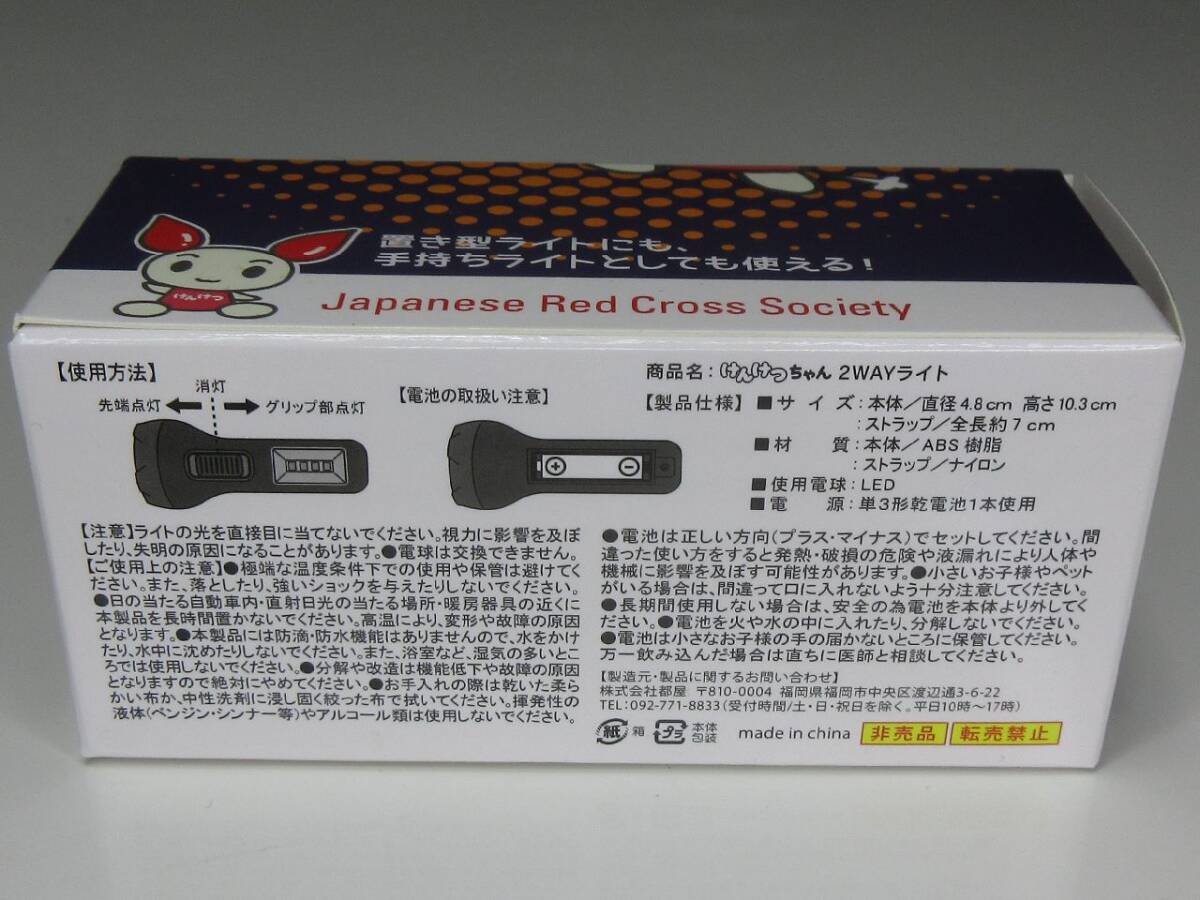 置き型ライトにも、
手持ちライトとしても使える!
けんけつ
Japanese Red Cross Society
【使用方法】
消灯
先端点灯
グリップ部点灯
【電池の取扱い注意】
商品名:けんけつちゃん 2WAYライト
【製品仕様】■サイズ:本体/直径4.8cm 高さ10.3cm
:ストラップ/全長約7cm
■材質:本体/ABS樹脂
:ストラップ/ナイロン
■使用電球:LED
■電源:単3形乾電池1本使用
【注意】ライトの光を直接目に当てないでください。視力に影響を及ぼ
したり、失明の原因になることがあります。●電球は交換できません。
【ご使用上の注意】●極端な温度条件下での使用や保管は避けてく
ださい。また、落としたり、強いショックを与えたりしないでください。
●日の当たる自動車内・直射日光の当たる場所・暖房器具の近くに
本製品を長時間置かないでください。高温により、変形や故障の原因
となります。●本製品には防滴・防水機能はありませんので、水をかけ
たり、水中に沈めたりしないでください。また、浴室など、湿気の多いとこ
ろでは使用しないでください。●分解や改造は機能低下や故障の原因
となりますので絶対にやめてください。●お手入れの際は乾いた柔ら
かい布か、中性洗剤に浸し固く絞った布で拭いてください。揮発性の
液体(ベンジン・シンナー等)やアルコール類は使用しないでください。
●電池は正しい方向(プラス・マイナス)でセットしてください。間
違った使い方をすると発熱・破損の危険や液漏れにより人体や
機械に影響を及ぼす可能性があります。●小さいお子様やペット
がいる場合は、間違って口に入れないよう十分注意してください。
●長期間使用しない場合は、安全の為電池を本体より外してく
ださい。●電池を火や水の中に入れたり、分解しないでください。
●電池は小さなお子様の手の届かないところに保管してください。
万一飲み込んだ場合は直ちに医師と相談してください。
【製造元・製品に関するお問い合わせ】
株式会社都屋 〒810-0004 福岡県福岡市中央区渡辺通3-6-22
TEL:092-771-8833(受付時間/土・日・祝日を除く。平日10時〜17時)
紙 箱 プラ 本体 包装 made in china 非売品 転売禁止